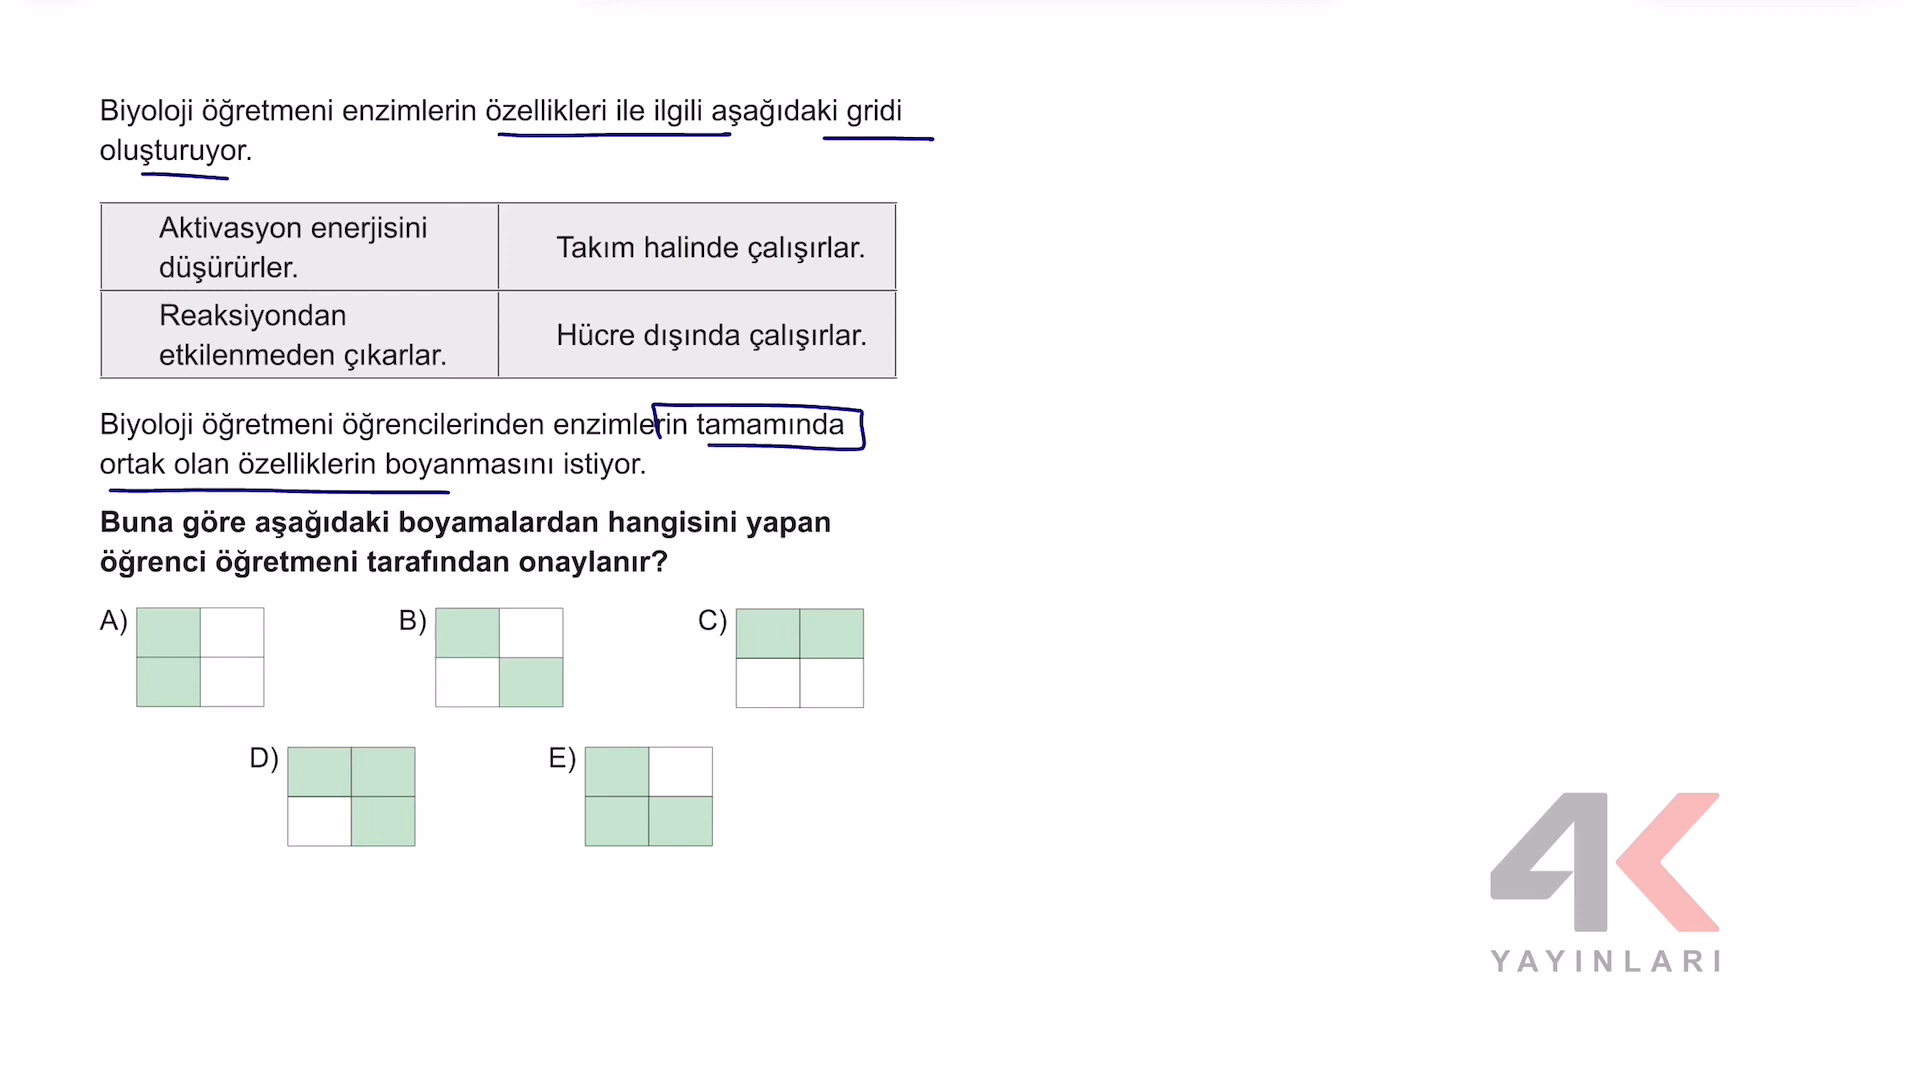 Biyoloji öğretmeni enzimlerin özellikleri ile ilgili aşağıdaki gridi
oluşturuyor.
Aktivasyon enerjisini
düşürürler.
Takım halinde çalışırlar.
Reaksiyondan
etkilenmeden çıkarlar.
Hücre dışında çalışırlar.
Biyoloji öğretmeni öğrencilerinden enzimlerin tamamında
ortak olan özelliklerin boyanmasını istiyor.
Buna göre aşağıdaki boyamalardan hangisini yapan
öğrenci öğretmeni tarafından onaylanır?
A)
B)
C)
D)
E)
4K
YAYINLARI